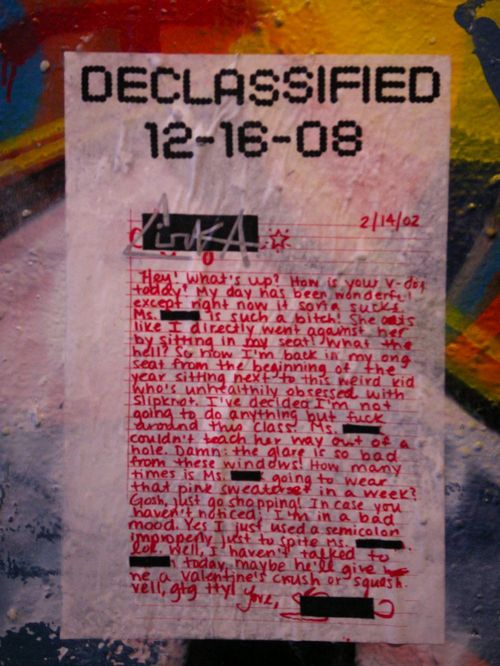 DECLASSIFIED
12-16-08
2/14/02
Hey! What's up? How is your v-day
today? My day has been wonderful
except right now it sorta sucks
Ms. is such a bitch! She acts
like I directly went against her
by sitting in my seat! What the
hell? So now I'm back in my ong
seat from the beginning of the
year sitting next to this weird kid
who's unhealthily obsessed with
Slipknot. I've decided I'm not
going to do anything but fuck
around this class. Ms.
couldn't teach her way out of a
hole. Damn: the glare is so bad
from these windows! How many
times is Ms. going to wear
that pink sweaterset in a week?
Gosh, just go shopping! In case you
haven't noticed; I'm in a bad
mood. Yes I just used a semicolon
improperly just to spite Ms.
lol. Well, I haven't talked to
today, maybe he'll give
me a valentine's crush or squash.
Well, gtg ttyl love,